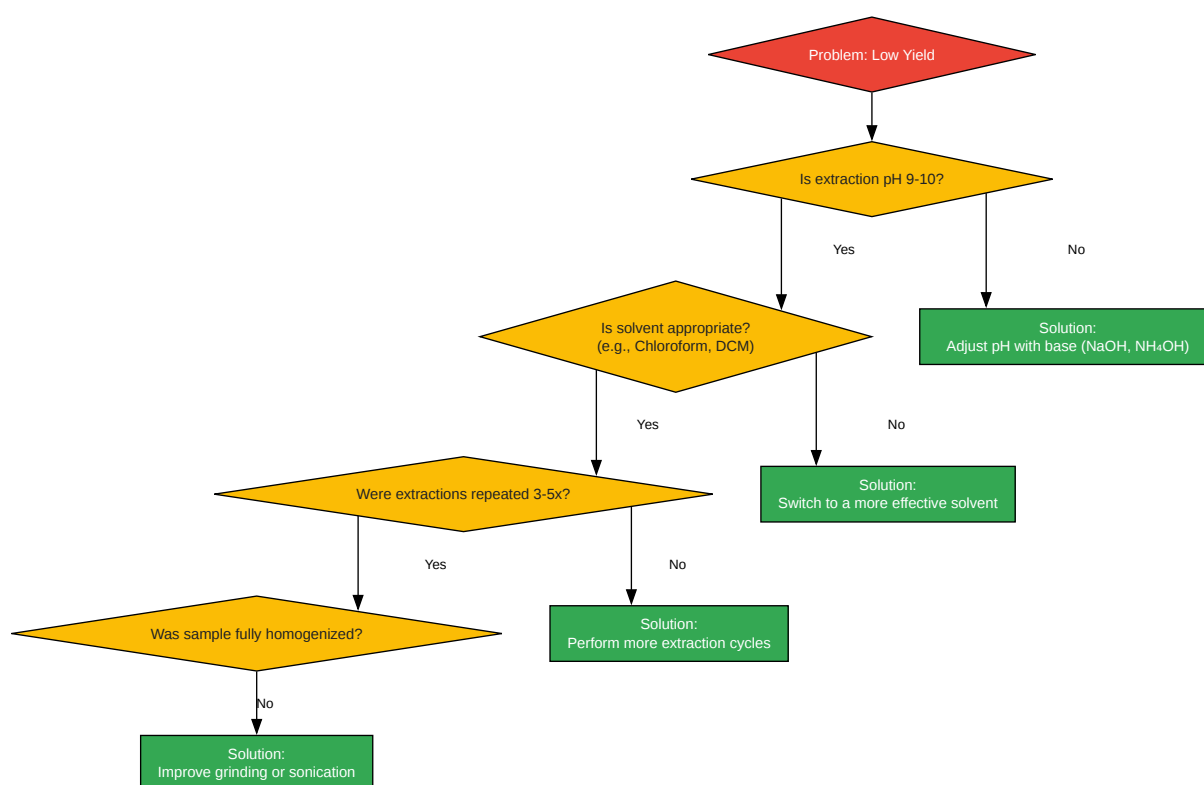 Problem: Low Yield
Is extraction pH 9-10?
Yes
No
Solution:
Adjust pH with base (NaOH, NH₄OH)
Is solvent appropriate?
(e.g., Chloroform, DCM)
Yes
No
Solution:
Switch to a more effective solvent
Were extractions repeated 3-5x?
Yes
No
Solution:
Perform more extraction cycles
Was sample fully homogenized?
No
Solution:
Improve grinding or sonication